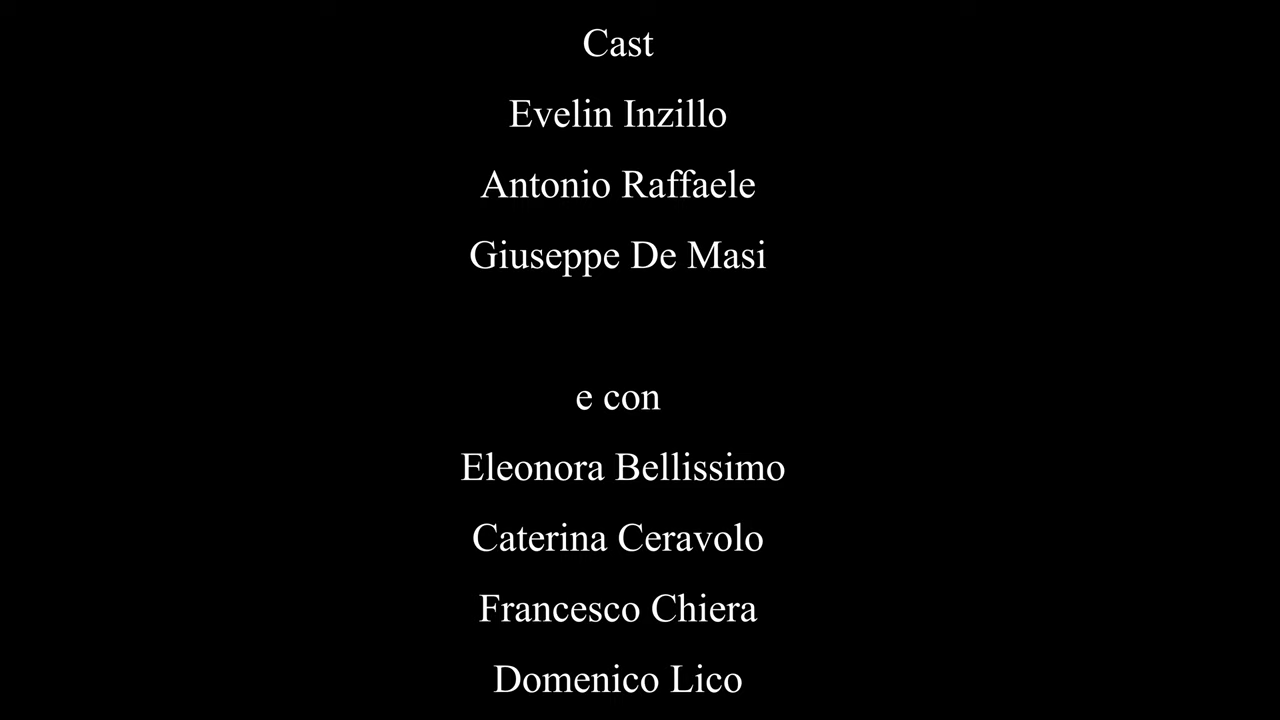 Cast
Evelin Inzillo
Antonio Raffaele
Giuseppe De Masi
e con
Eleonora Bellissimo
Caterina Ceravolo
Francesco Chiera
Domenico Lico